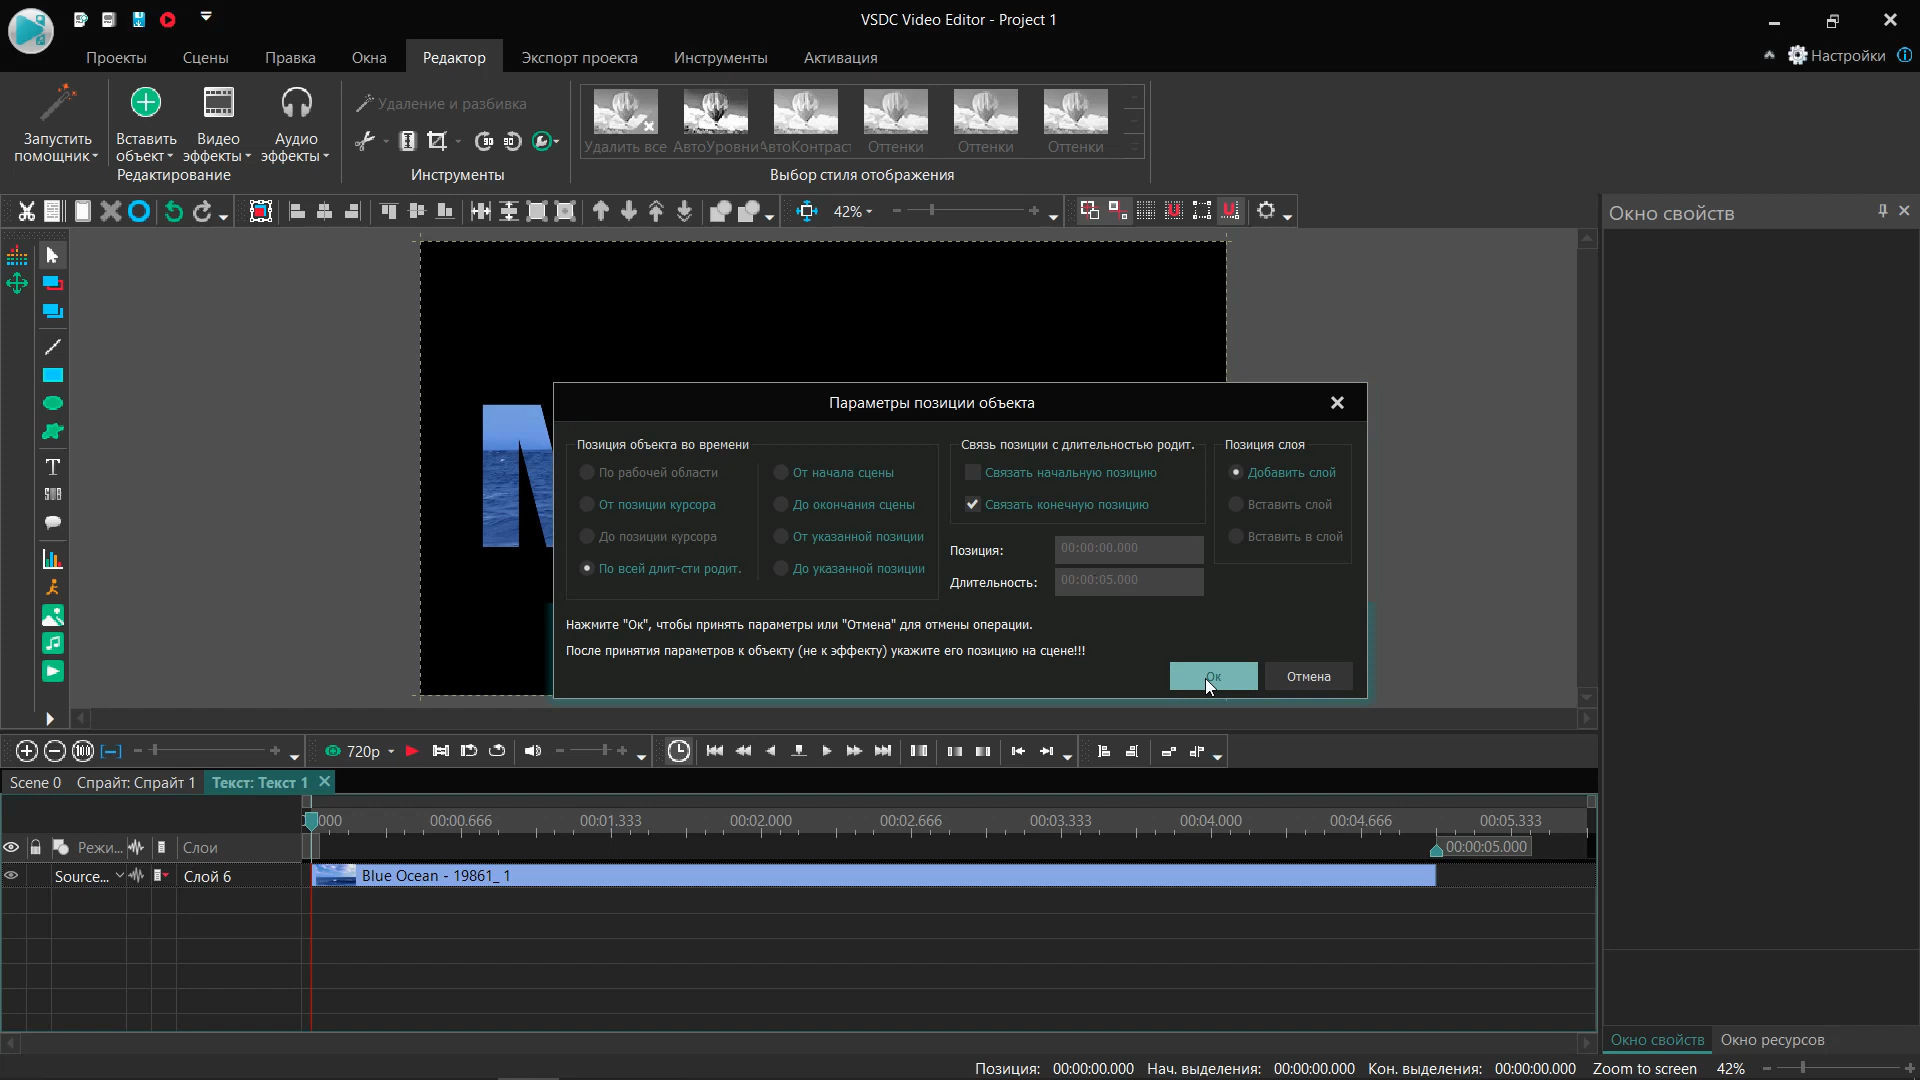 VSDC Video Editor - Project 1
Проекты Сцены Правка Окна Редактор Экспорт проекта Инструменты Активация Настройки
Запустить помощник
Вставить объект
Видео эффекты
Аудио эффекты
Редактирование
Удаление и разбивка
Инструменты
Удалить все АвтоУровни АвтоКонтраст Оттенки Оттенки Оттенки
Выбор стиля отображения
42%
Окно свойств
T
SUB
Параметры позиции объекта
Позиция объекта во времени
По рабочей области
От позиции курсора
До позиции курсора
По всей длит-сти родит.
От начала сцены
До окончания сцены
От указанной позиции
До указанной позиции
Связь позиции с длительностью родит.
Связать начальную позицию
Связать конечную позицию
Позиция: 00:00:00.000
Длительность: 00:00:05.000
Позиция слоя
Добавить слой
Вставить слой
Вставить в слой
Нажмите "Ок", чтобы принять параметры или "Отмена" для отмены операции.
После принятия параметров к объекту (не к эффекту) укажите его позицию на сцене!!!
Ок Отмена
720p
Scene 0 Спрайт: Спрайт 1 Текст: Текст 1
000 00:00.666 00:01.333 00:02.000 00:02.666 00:03.333 00:04.000 00:04.666 00:05.333
Режи... Слои 00:00:05.000
Source... Слой 6 Blue Ocean - 19861_ 1
Окно свойств Окно ресурсов
Позиция: 00:00:00.000 Нач. выделения: 00:00:00.000 Кон. выделения: 00:00:00.000 Zoom to screen 42%